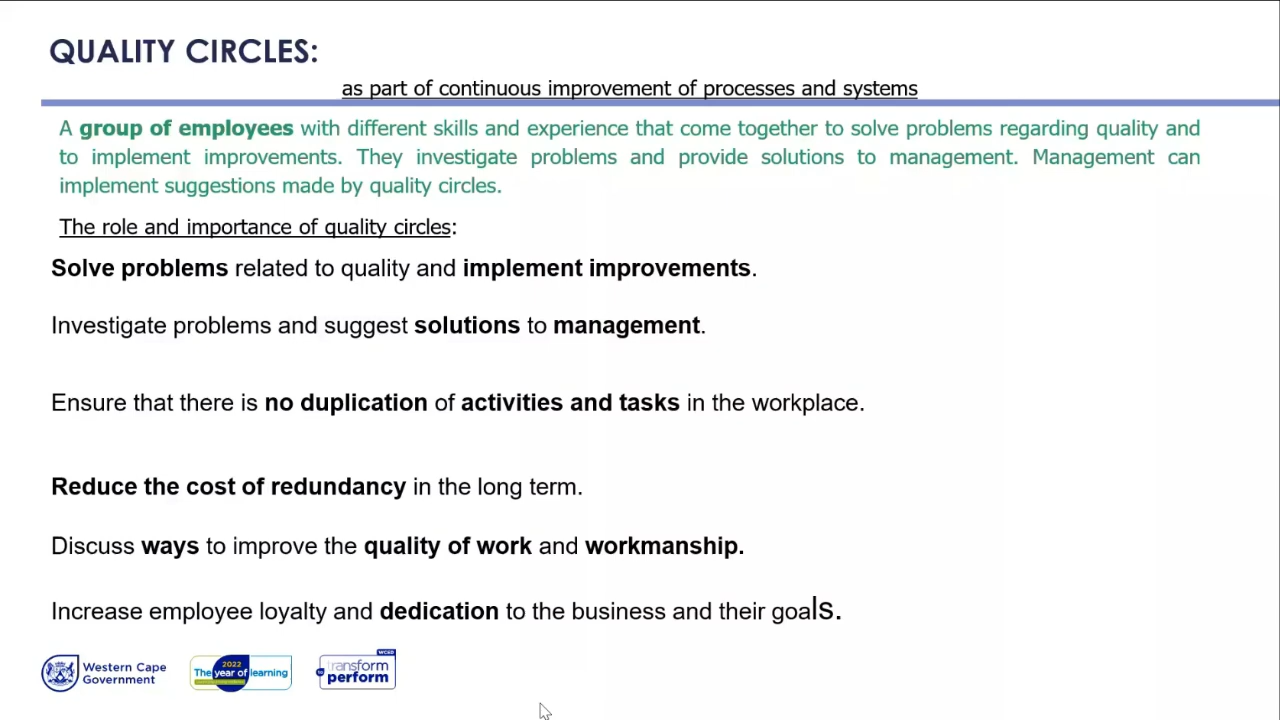 QUALITY CIRCLES:
as part of continuous improvement of processes and systems
A group of employees with different skills and experience that come together to solve problems regarding quality and
to implement improvements. They investigate problems and provide solutions to management. Management can
implement suggestions made by quality circles.
The role and importance of quality circles:
Solve problems related to quality and implement improvements.
Investigate problems and suggest solutions to management.
Ensure that there is no duplication of activities and tasks in the workplace.
Reduce the cost of redundancy in the long term.
Discuss ways to improve the quality of work and workmanship.
Increase employee loyalty and dedication to the business and their goals.
Western Cape
Government
2022
The year of learning
WCED
transform
to perform